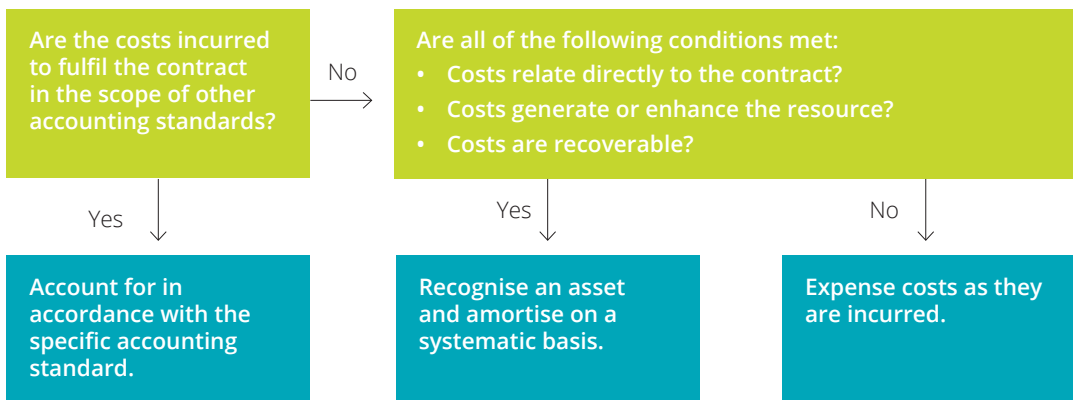 Are the costs incurred
to fulfil the contract
in the scope of other
accounting standards?
No
Are all of the following conditions met:
• Costs relate directly to the contract?
• Costs generate or enhance the resource?
• Costs are recoverable?
Yes
Yes
No
Account for in
accordance with the
specific accounting
standard.
Recognise an asset
and amortise on a
systematic basis.
Expense costs as they
are incurred.